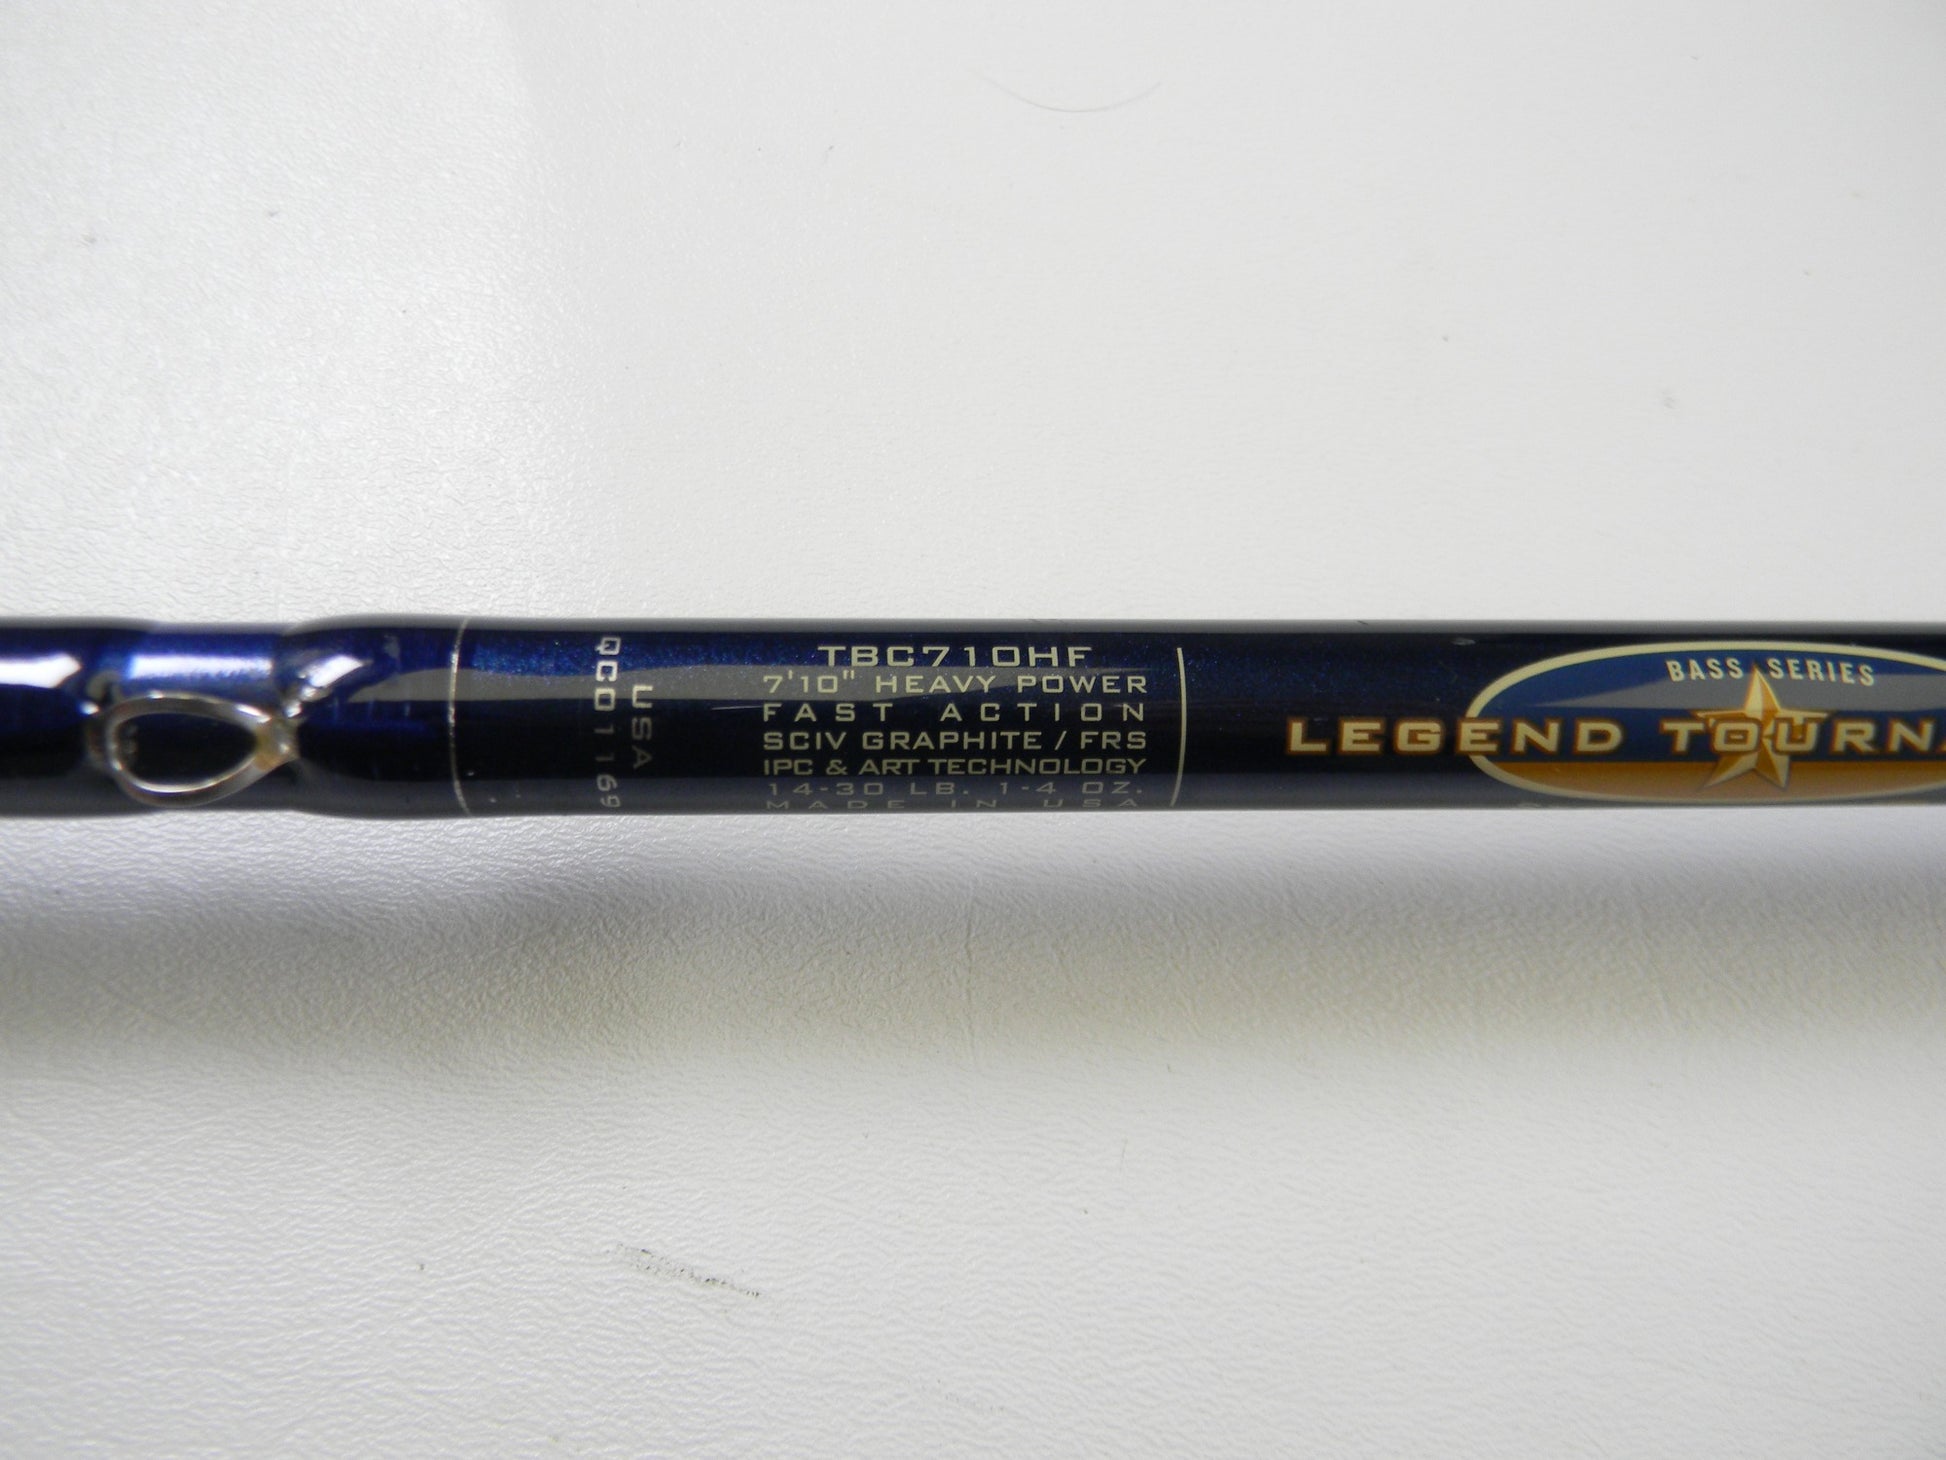 QC01169
USA
TBC710HF
7'10" HEAVY POWER
FAST ACTION
SCIV GRAPHITE / FRS
IPC & ART TECHNOLOGY
14-30 LB. 1-4 OZ.
MADE IN USA
BASS SERIES
LEGEND TOURNA